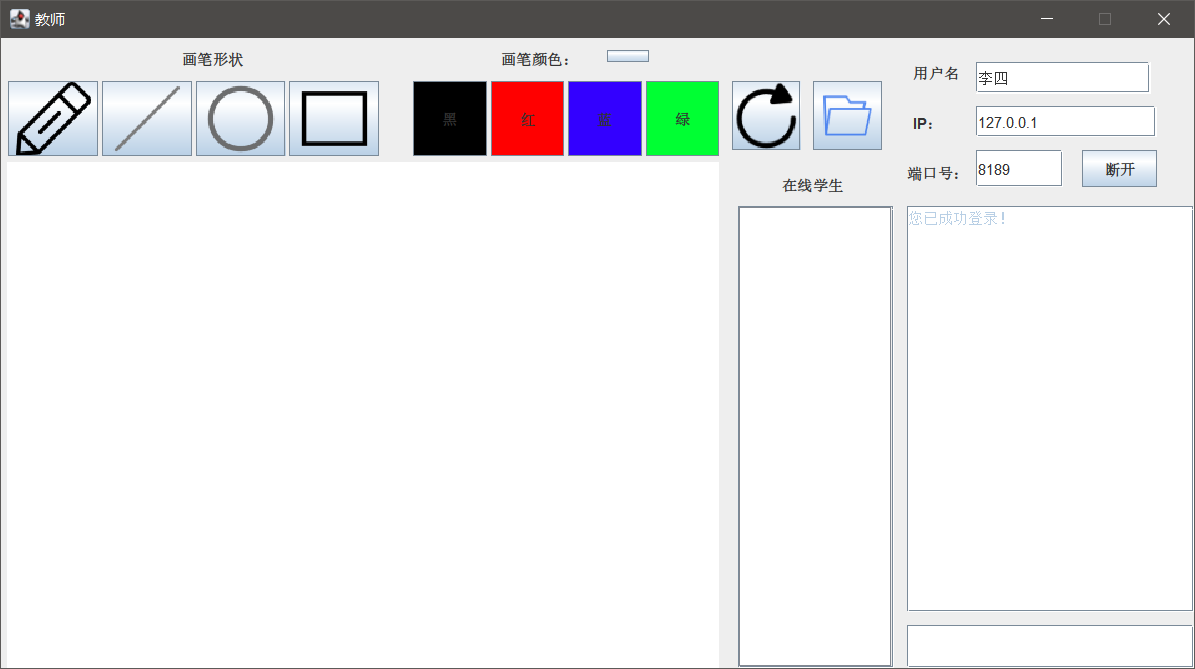 教师
画笔形状
画笔颜色：
黑
红
蓝
绿
在线学生
用户名
李四
IP：
127.0.0.1
端口号：
8189
断开
您已成功登录！